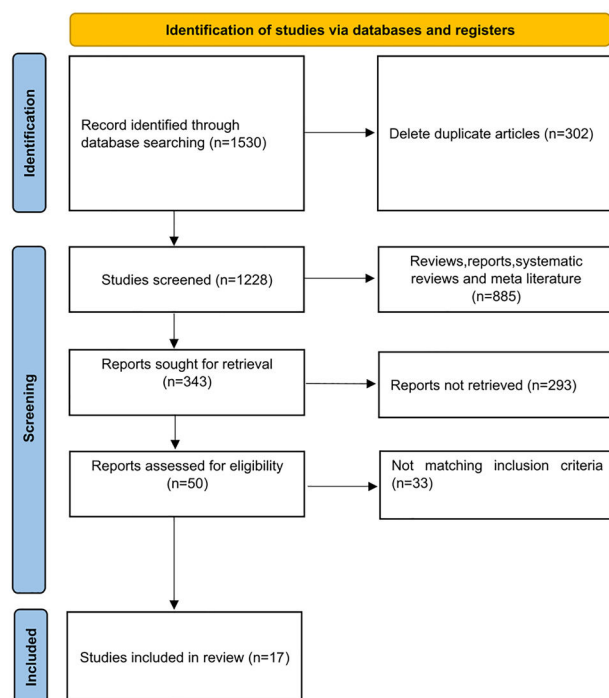 Identification of studies via databases and registers
Identification
Record identified through
database searching (n=1530)
Delete duplicate articles (n=302)
Screening
Studies screened (n=1228)
Reviews,reports,systematic
reviews and meta literature
(n=885)
Reports sought for retrieval
(n=343)
Reports not retrieved (n=293)
Reports assessed for eligibility
(n=50)
Not matching inclusion criteria
(n=33)
Included
Studies included in review (n=17)